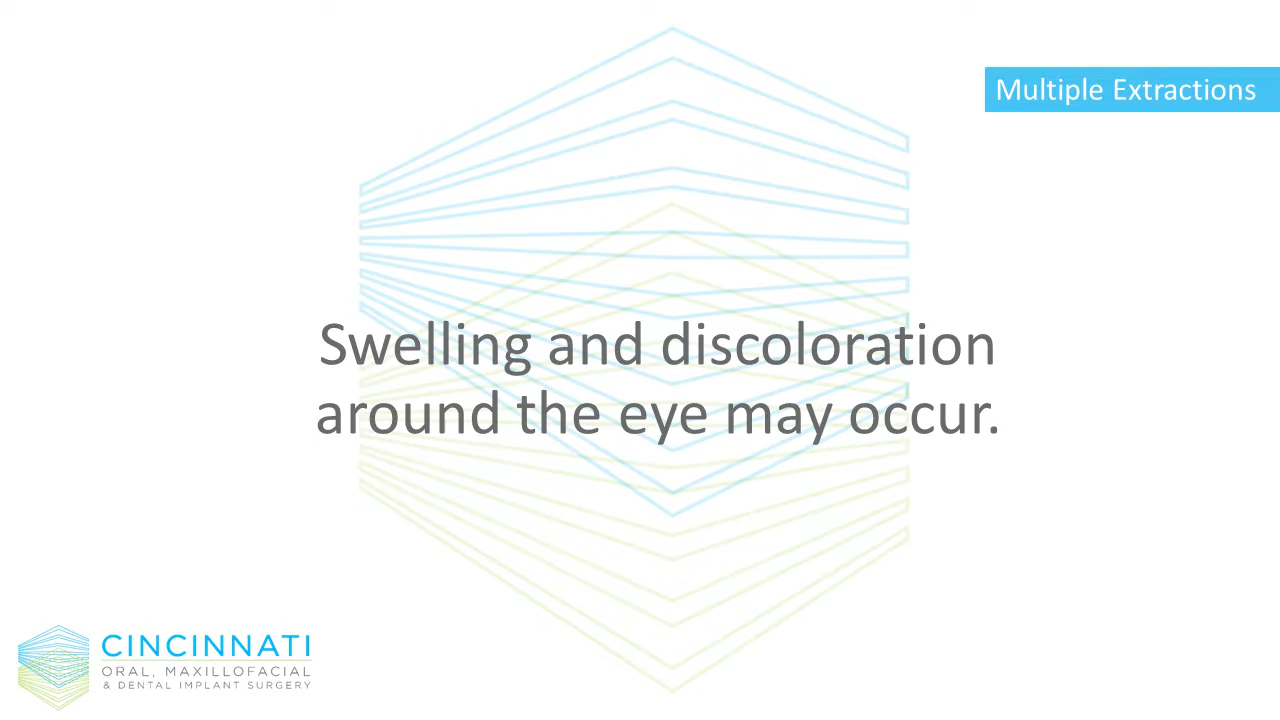 Multiple Extractions
Swelling and discoloration
around the eye may occur.
CINCINNATI
ORAL, MAXILLOFACIAL
& DENTAL IMPLANT SURGERY